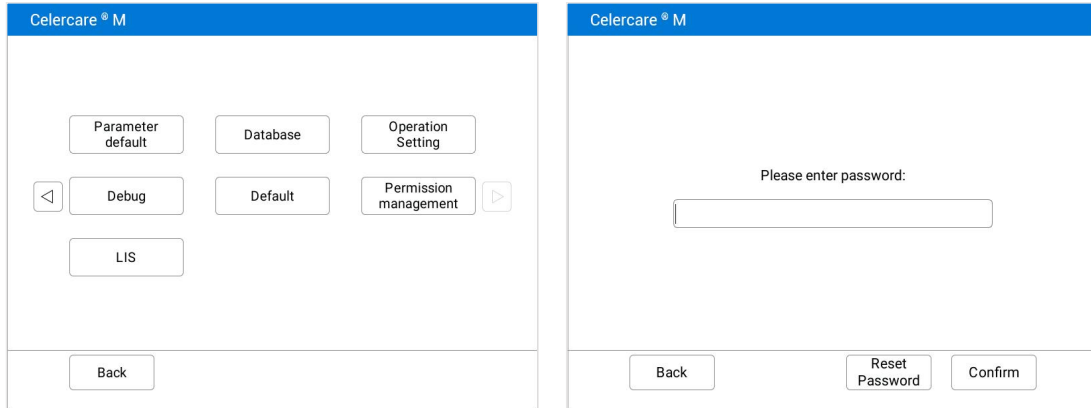 Celercare ® M
Parameter
default
Database
Operation
Setting
Debug
Default
Permission
management
LIS
Back
Celercare ® M
Please enter password:
Back
Reset
Password
Confirm